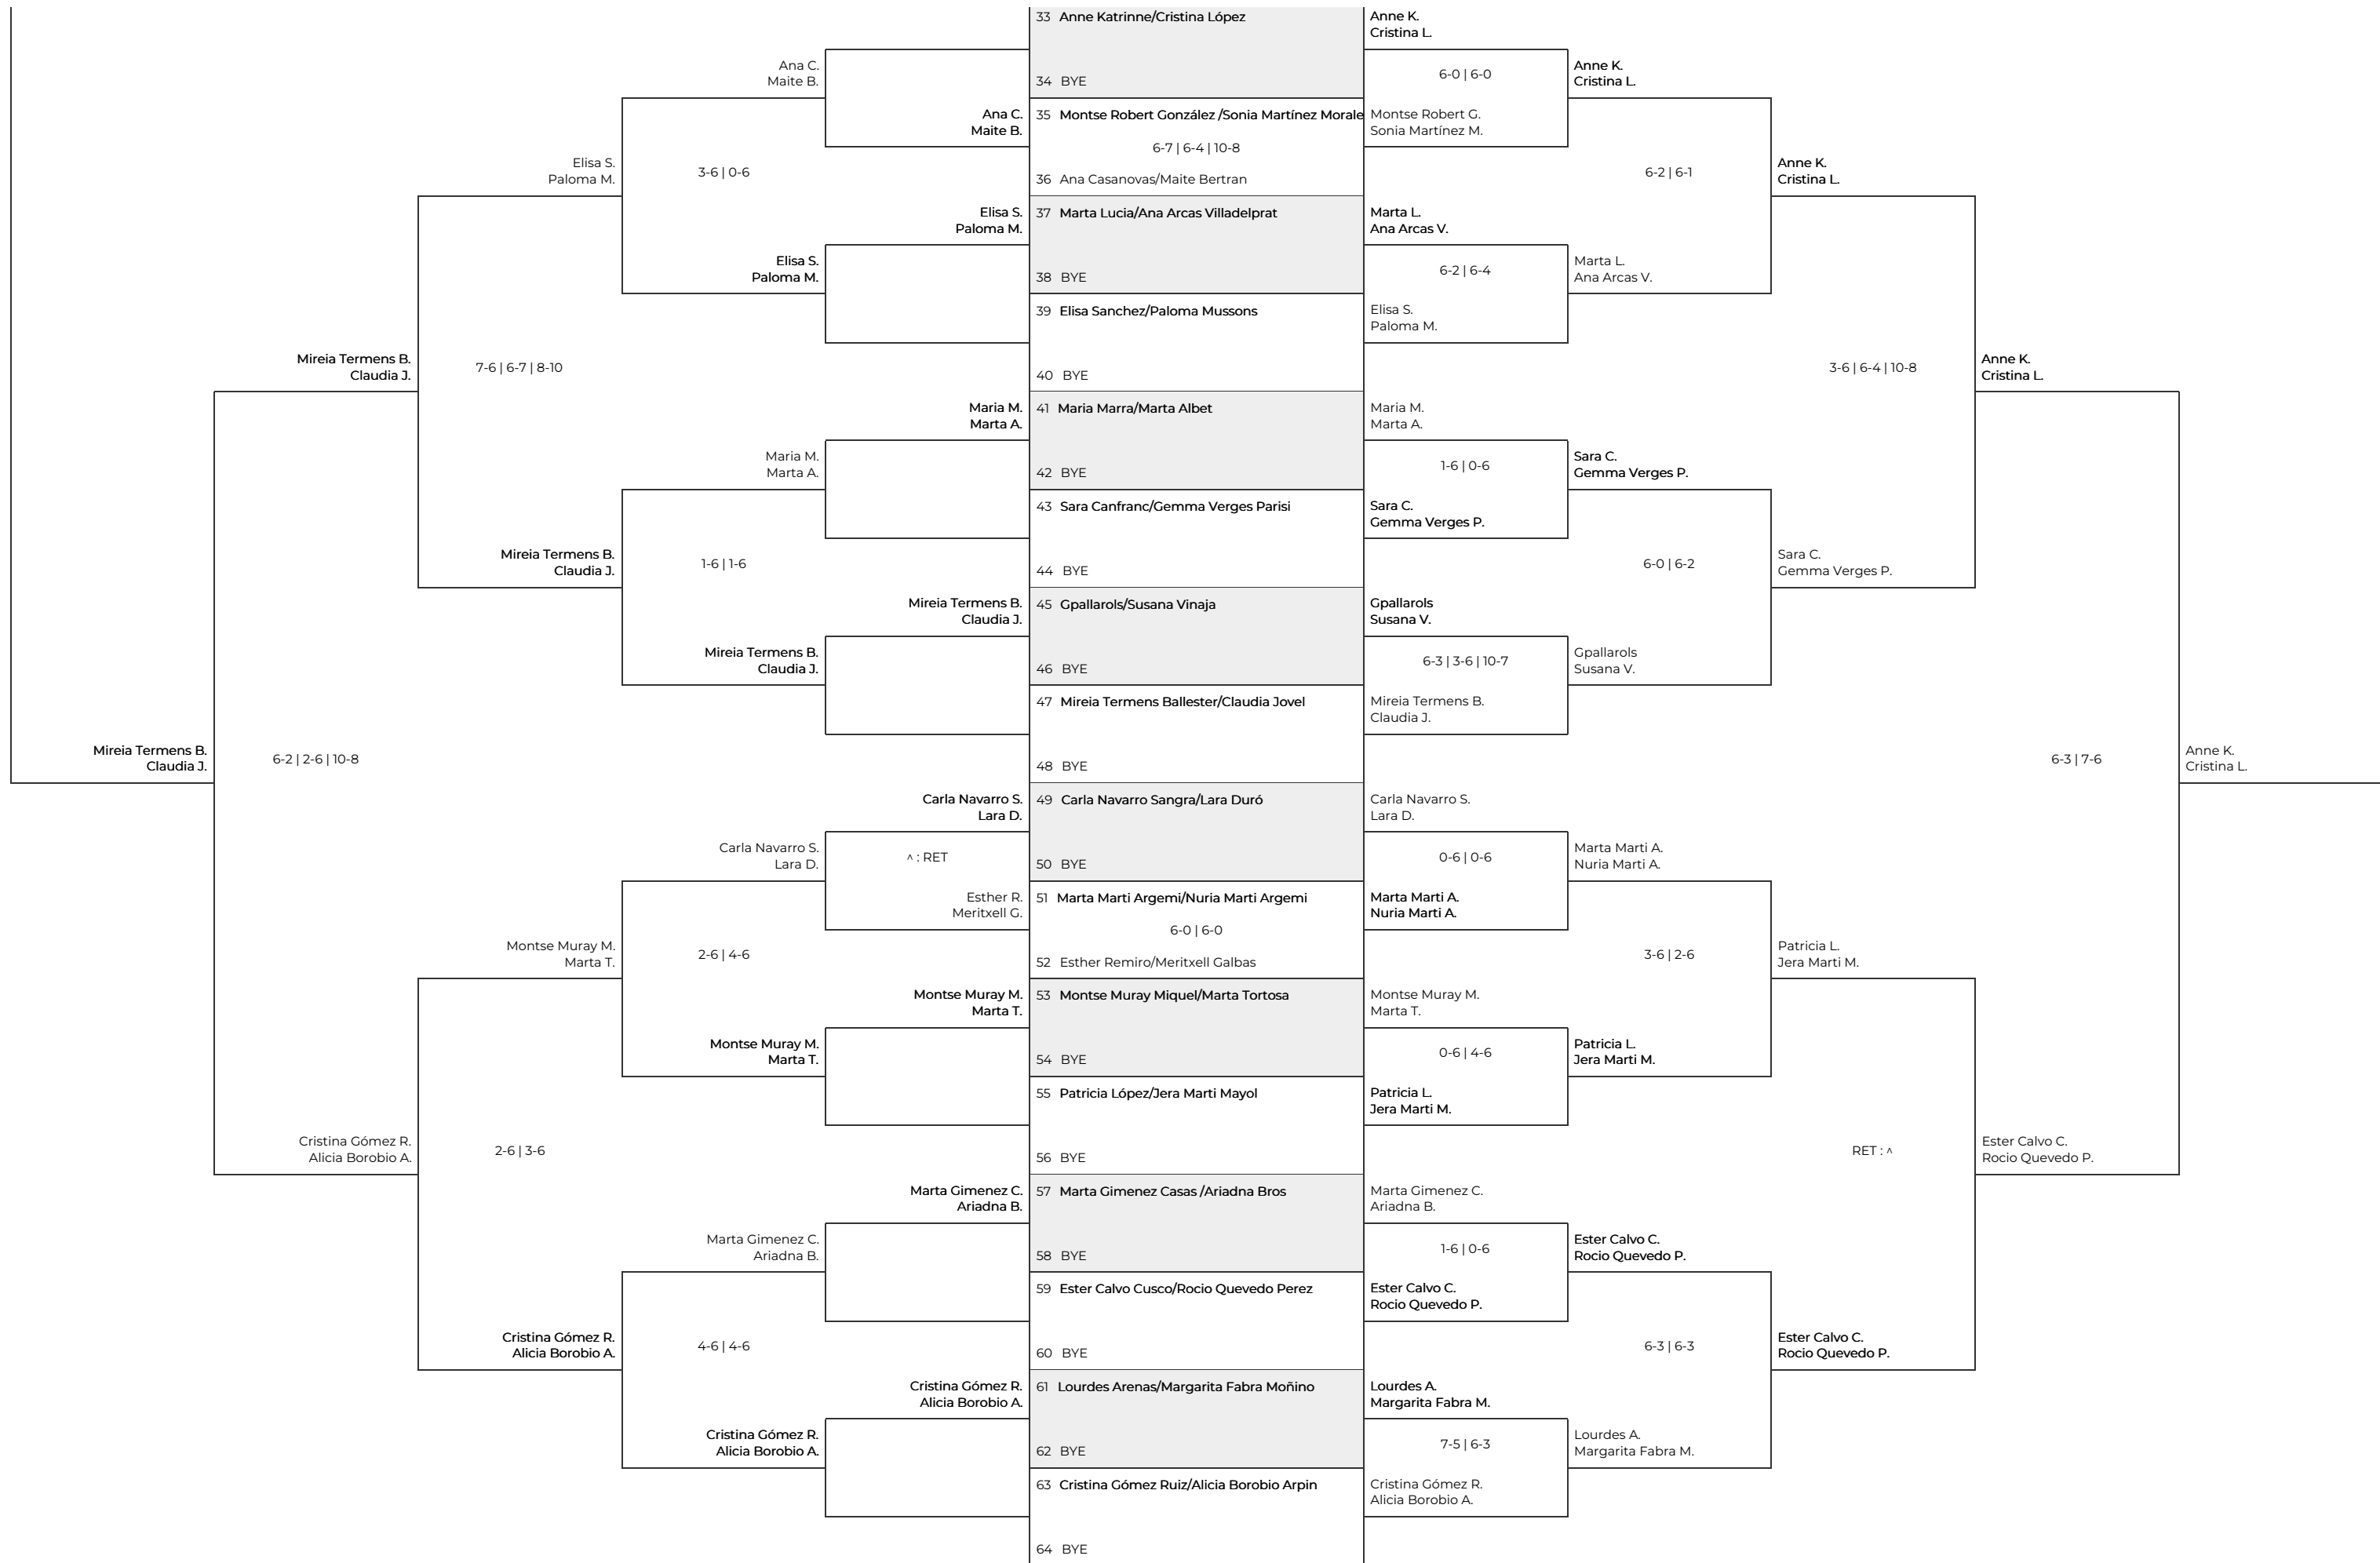 33 Anne Katrinne/Cristina López
Anne K.
Cristina L.
Ana C.
Maite B.
34 BYE
6-0 | 6-0
Anne K.
Cristina L.
Ana C.
Maite B.
35 Montse Robert González /Sonia Martínez Morale
Montse Robert G.
Sonia Martínez M.
6-7 | 6-4 | 10-8
Elisa S.
Paloma M.
3-6 | 0-6
36 Ana Casanovas/Maite Bertran
6-2 | 6-1
Anne K.
Cristina L.
Elisa S.
Paloma M.
37 Marta Lucia/Ana Arcas Villadelprat
Marta L.
Ana Arcas V.
Elisa S.
Paloma M.
38 BYE
6-2 | 6-4
Marta L.
Ana Arcas V.
39 Elisa Sanchez/Paloma Mussons
Elisa S.
Paloma M.
Mireia Termens B.
Claudia J.
7-6 | 6-7 | 8-10
40 BYE
3-6 | 6-4 | 10-8
Anne K.
Cristina L.
Maria M.
Marta A.
41 Maria Marra/Marta Albet
Maria M.
Marta A.
Maria M.
Marta A.
42 BYE
1-6 | 0-6
Sara C.
Gemma Verges P.
43 Sara Canfranc/Gemma Verges Parisi
Sara C.
Gemma Verges P.
Mireia Termens B.
Claudia J.
1-6 | 1-6
44 BYE
6-0 | 6-2
Sara C.
Gemma Verges P.
Mireia Termens B.
Claudia J.
45 Gpallarols/Susana Vinaja
Gpallarols
Susana V.
Mireia Termens B.
Claudia J.
46 BYE
6-3 | 3-6 | 10-7
Gpallarols
Susana V.
47 Mireia Termens Ballester/Claudia Jovel
Mireia Termens B.
Claudia J.
Mireia Termens B.
Claudia J.
6-2 | 2-6 | 10-8
48 BYE
6-3 | 7-6
Anne K.
Cristina L.
Carla Navarro S.
Lara D.
49 Carla Navarro Sangra/Lara Duró
Carla Navarro S.
Lara D.
Carla Navarro S.
Lara D.
^ : RET
50 BYE
0-6 | 0-6
Marta Marti A.
Nuria Marti A.
Esther R.
Meritxell G.
51 Marta Marti Argemi/Nuria Marti Argemi
Marta Marti A.
Nuria Marti A.
6-0 | 6-0
Montse Muray M.
Marta T.
2-6 | 4-6
52 Esther Remiro/Meritxell Galbas
3-6 | 2-6
Patricia L.
Jera Marti M.
Montse Muray M.
Marta T.
53 Montse Muray Miquel/Marta Tortosa
Montse Muray M.
Marta T.
Montse Muray M.
Marta T.
54 BYE
0-6 | 4-6
Patricia L.
Jera Marti M.
55 Patricia López/Jera Marti Mayol
Patricia L.
Jera Marti M.
Cristina Gómez R.
Alicia Borobio A.
2-6 | 3-6
56 BYE
RET : ^
Ester Calvo C.
Rocio Quevedo P.
Marta Gimenez C.
Ariadna B.
57 Marta Gimenez Casas /Ariadna Bros
Marta Gimenez C.
Ariadna B.
Marta Gimenez C.
Ariadna B.
58 BYE
1-6 | 0-6
Ester Calvo C.
Rocio Quevedo P.
59 Ester Calvo Cusco/Rocio Quevedo Perez
Ester Calvo C.
Rocio Quevedo P.
Cristina Gómez R.
Alicia Borobio A.
4-6 | 4-6
60 BYE
6-3 | 6-3
Ester Calvo C.
Rocio Quevedo P.
Cristina Gómez R.
Alicia Borobio A.
61 Lourdes Arenas/Margarita Fabra Moñino
Lourdes A.
Margarita Fabra M.
Cristina Gómez R.
Alicia Borobio A.
62 BYE
7-5 | 6-3
Lourdes A.
Margarita Fabra M.
63 Cristina Gómez Ruiz/Alicia Borobio Arpin
Cristina Gómez R.
Alicia Borobio A.
64 BYE